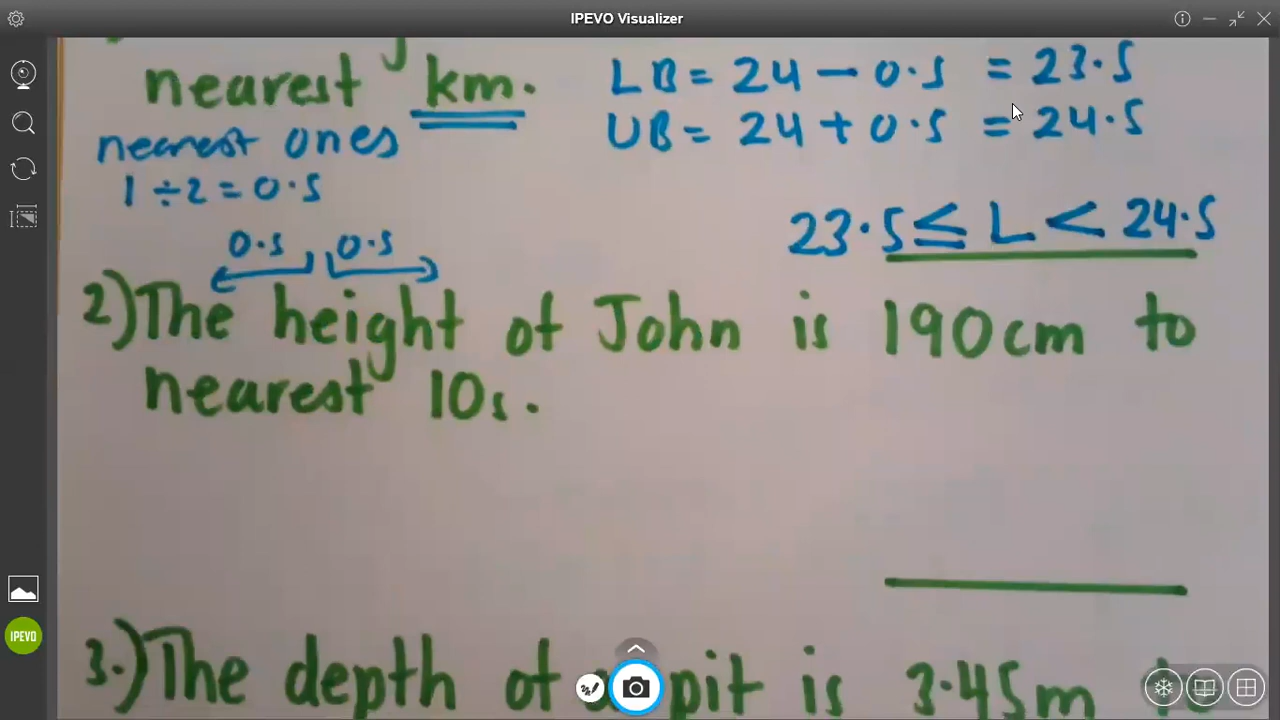 IPEVO Visualizer
nearest km.
LB = 24 - 0.5 = 23.5
nearest ones
UB = 24 + 0.5 = 24.5
1 ÷ 2 = 0.5
23.5 ≤ L < 24.5
0.5 0.5
2) The height of John is 190cm to
nearest 10s.
3.) The depth of a pit is 3.45m to
IPEVO